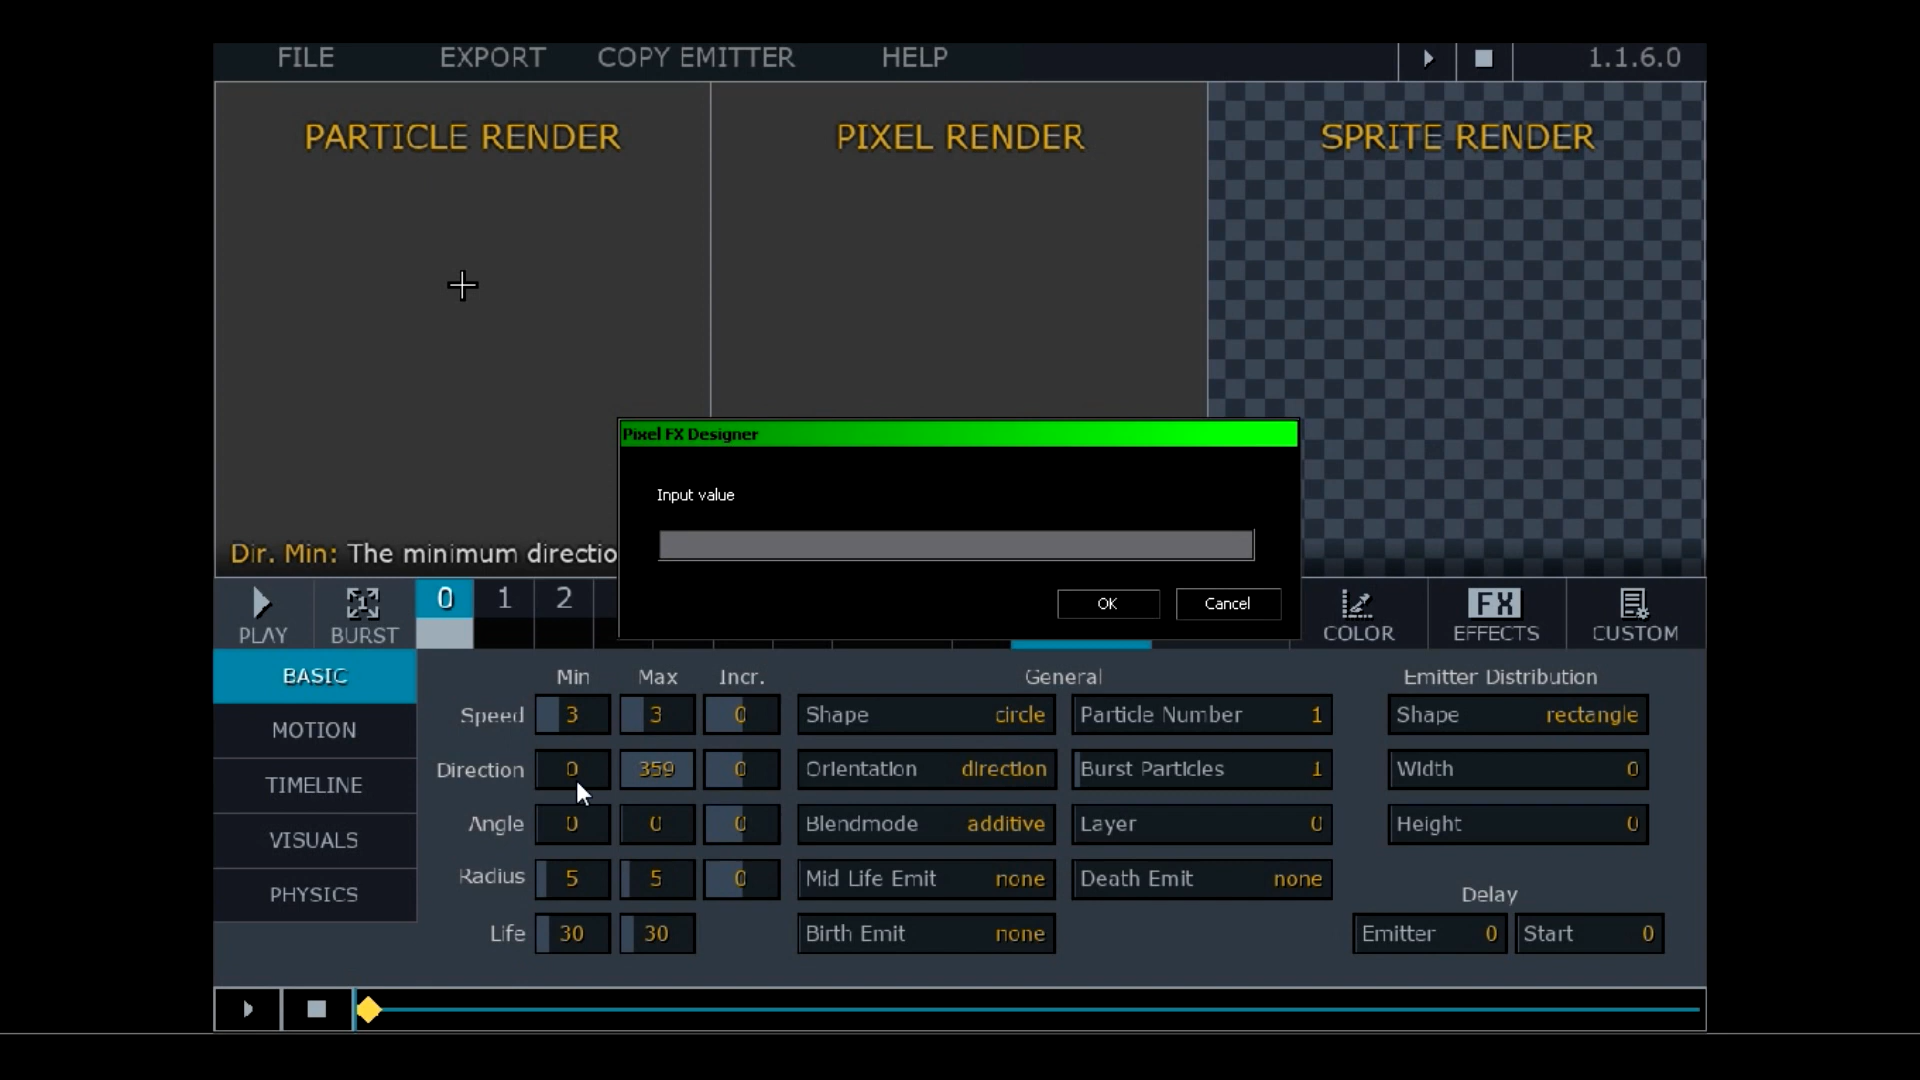 FILE EXPORT COPY EMITTER HELP 1.1.6.0
PARTICLE RENDER PIXEL RENDER SPRITE RENDER
Pixel FX Designer
Input value
OK Cancel
Dir. Min: The minimum directio
PLAY BURST 1 0 1 2 COLOR FX EFFECTS CUSTOM
BASIC
MOTION
TIMELINE
VISUALS
PHYSICS
Min Max Incr. General Emitter Distribution
Speed 3 3 0 Shape circle Particle Number 1 Shape rectangle
Direction 0 359 0 Orientation direction Burst Particles 1 Width 0
Angle 0 0 0 Blendmode additive Layer 0 Height 0
Radius 5 5 0 Mid Life Emit none Death Emit none Delay
Life 30 30 Birth Emit none Emitter 0 Start 0